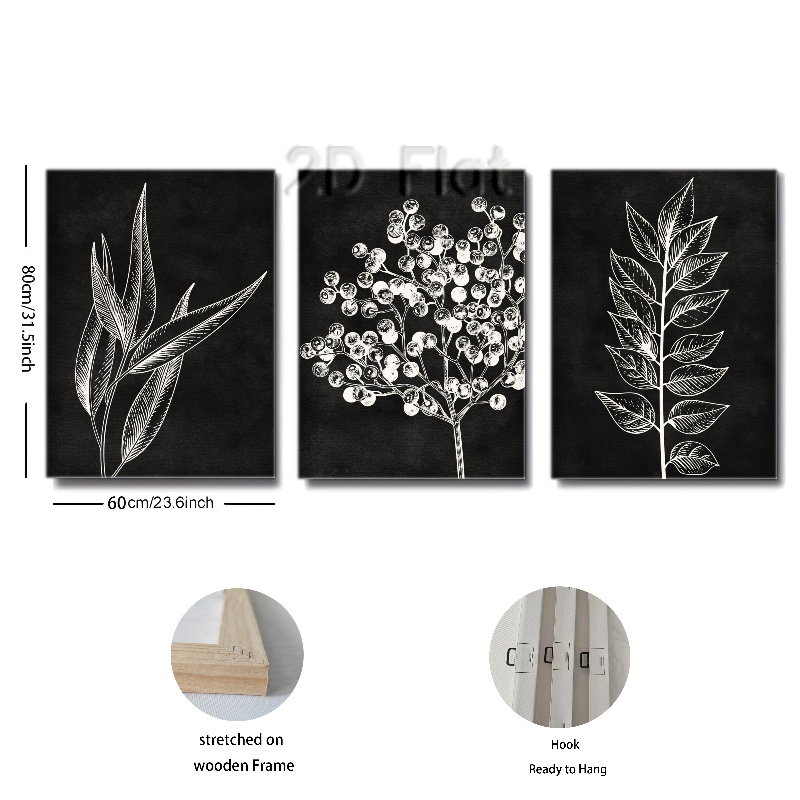 2D Flat
80cm/31.5inch
60cm/23.6inch
stretched on
wooden Frame
Hook
Ready to Hang